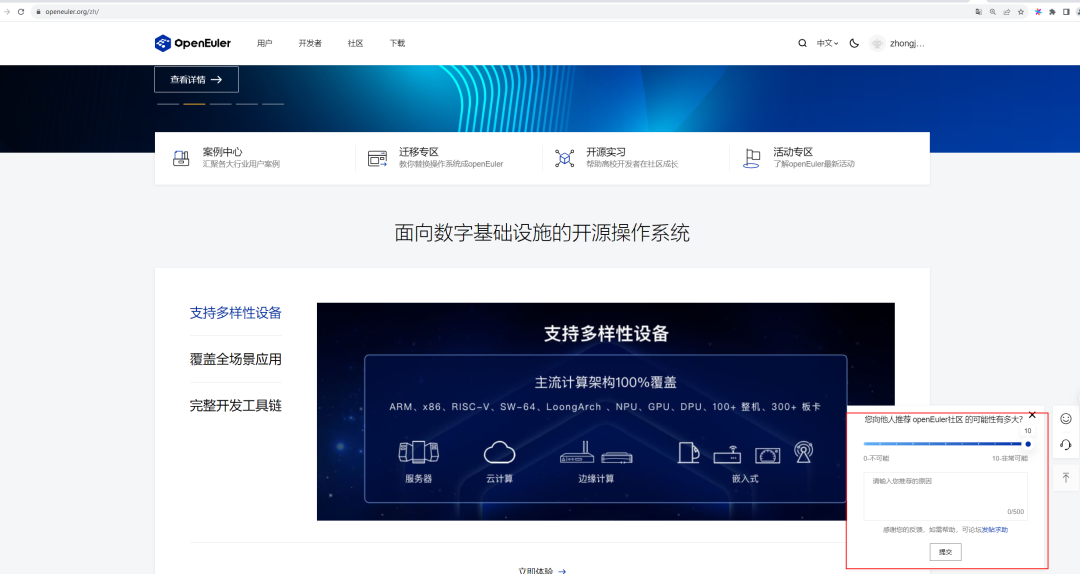 openeuler.org/zh/
OpenEuler
用户
开发者
社区
下载
中文
zhongj...
查看详情
案例中心
汇聚各大行业用户案例
迁移专区
教你替换操作系统成openEuler
开源实习
帮助高校开发者在社区成长
活动专区
了解openEuler最新活动
面向数字基础设施的开源操作系统
支持多样性设备
覆盖全场景应用
完整开发工具链
支持多样性设备
主流计算架构100%覆盖
ARM、x86、RISC-V、SW-64、LoongArch 、NPU、GPU、DPU、100+ 整机、300+ 板卡
服务器
云计算
边缘计算
嵌入式
立即体验
您向他人推荐 openEuler社区 的可能性有多大?
10
0-不可能
10-非常可能
请输入您推荐的原因
0/500
感谢您的反馈，如需帮助，可论坛发帖求助
提交